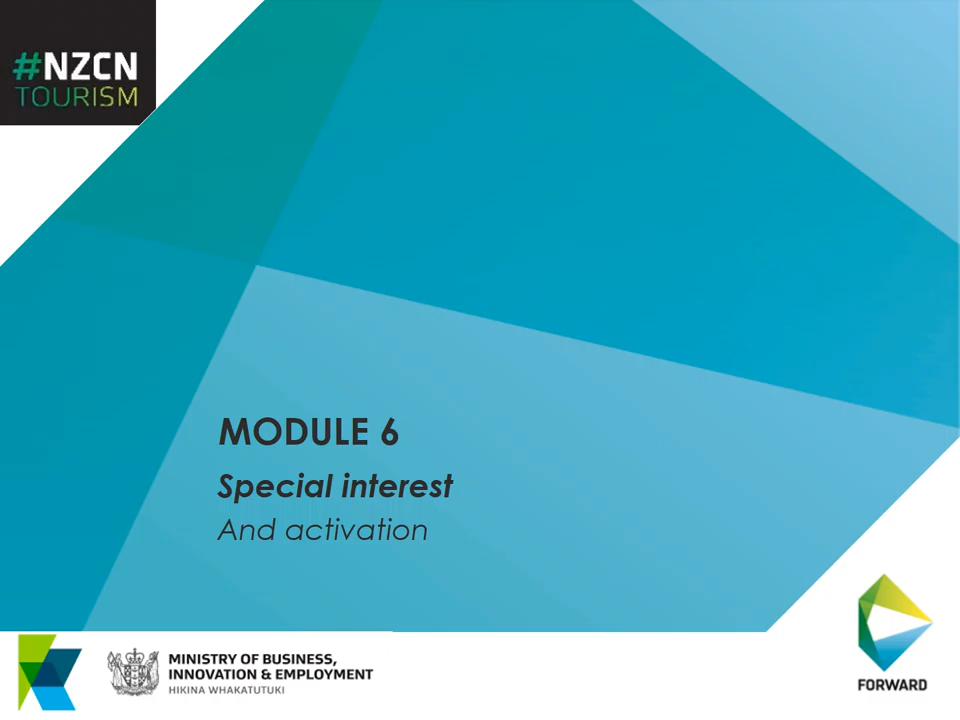 #NZCN
TOURISM
MODULE 6
Special interest
And activation
MINISTRY OF BUSINESS,
INNOVATION & EMPLOYMENT
HIKINA WHAKATUTUKI
FORWARD